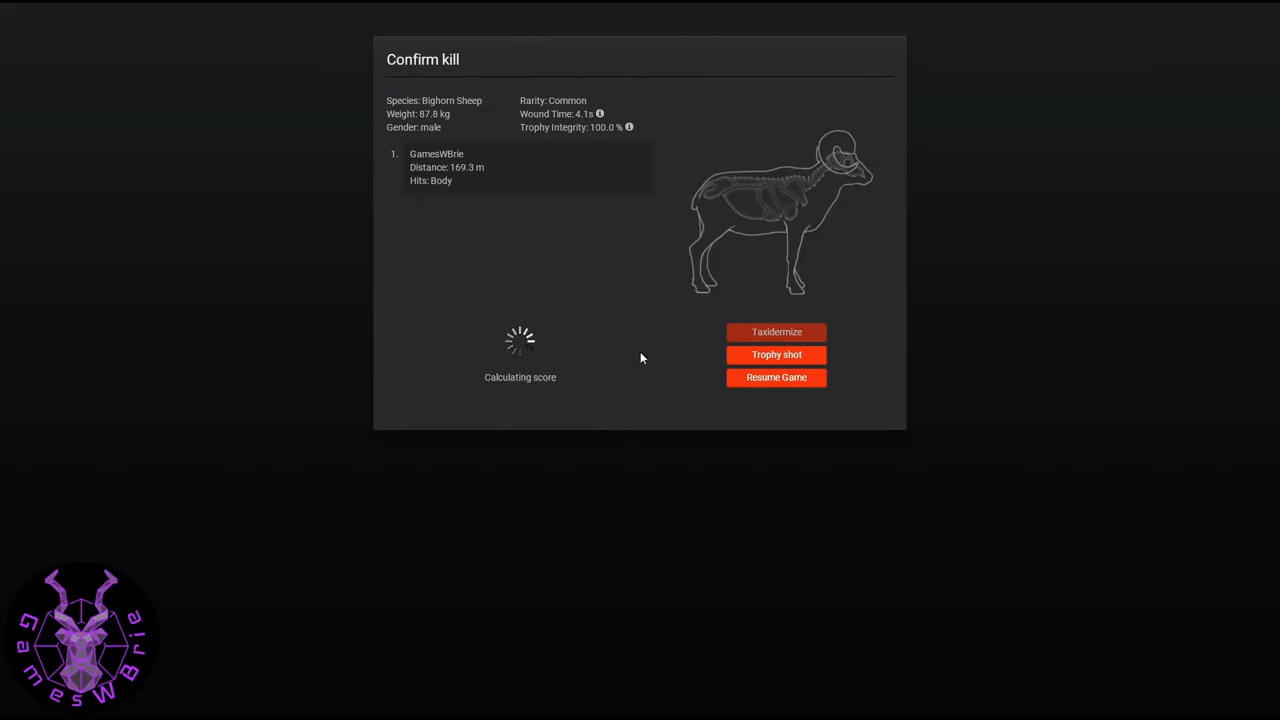 Confirm kill
Species: Bighorn Sheep
Weight: 87.8 kg
Gender: male
Rarity: Common
Wound Time: 4.1s
Trophy Integrity: 100.0 %
1.
GamesWBrie
Distance: 169.3 m
Hits: Body
Calculating score
Taxidermize
Trophy shot
Resume Game
GamesWBrie